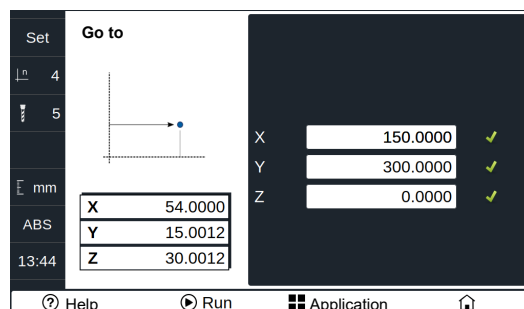 Set
Go to
n 4
5
X 150.0000
Y 300.0000
Z 0.0000
mm
X 54.0000
Y 15.0012
Z 30.0012
ABS
13:44
? Help
Run
Application